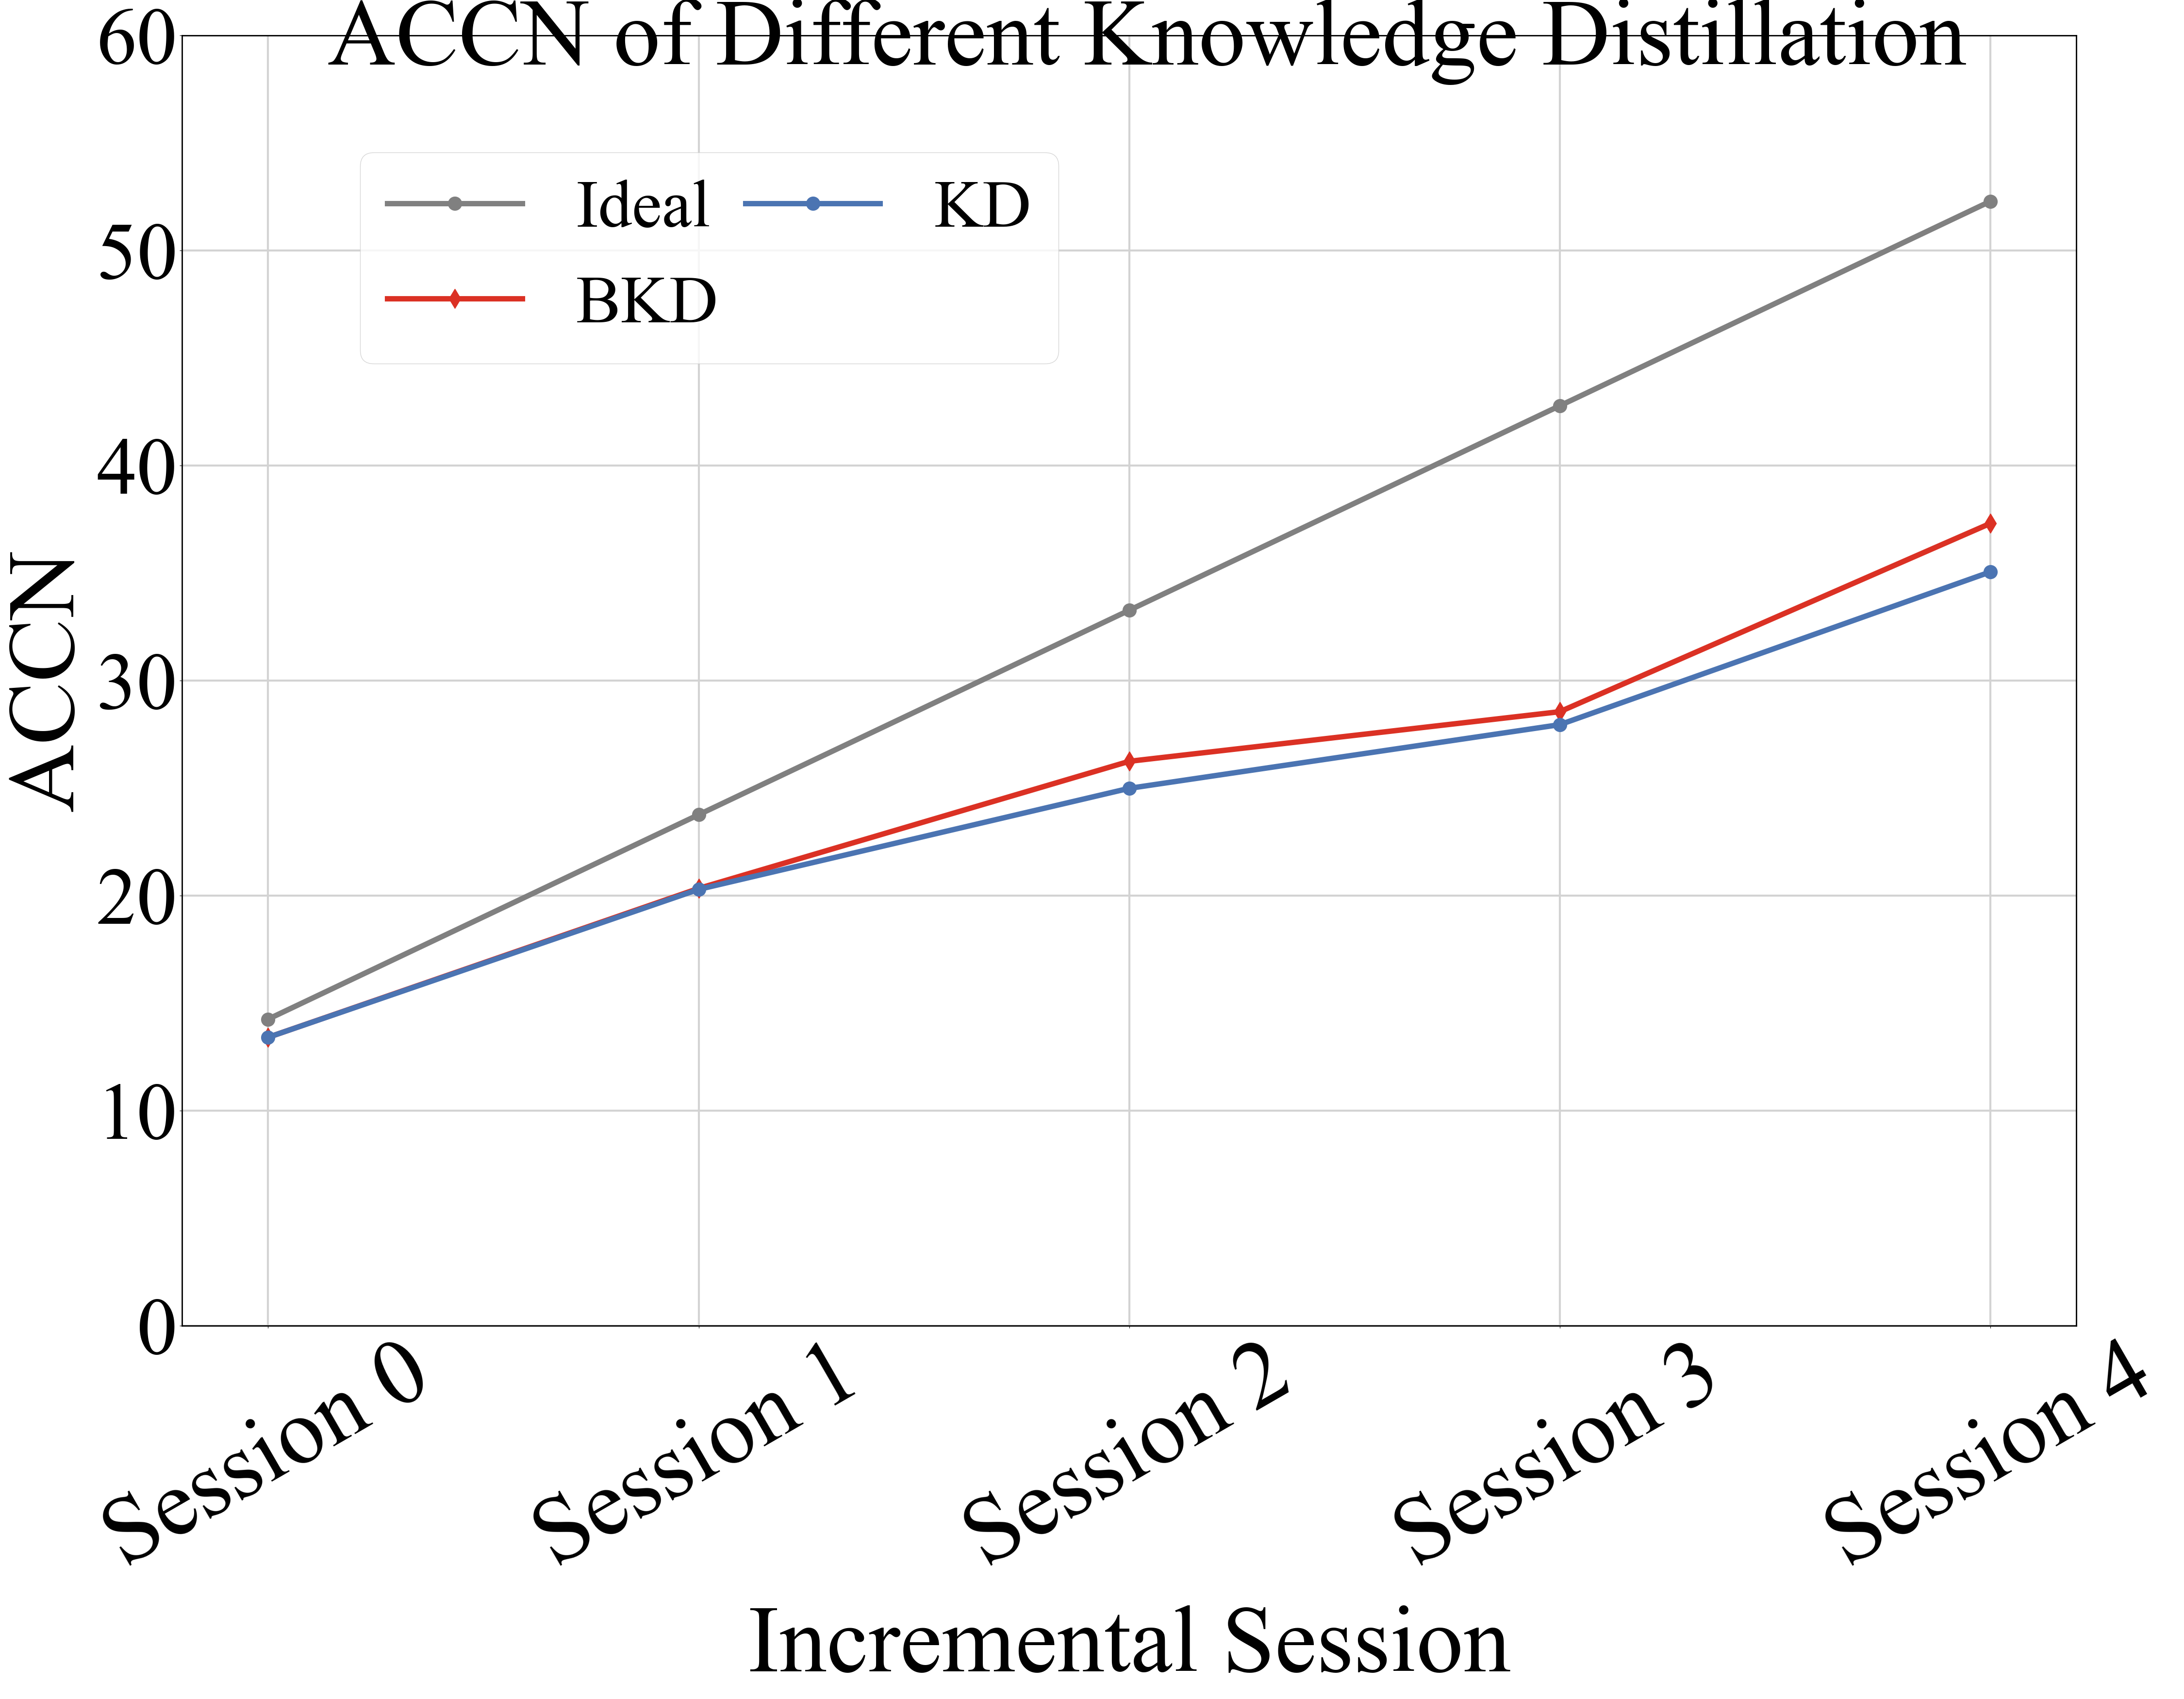 ACCN of Different Knowledge Distillation
60
50
40
30
20
10
0
ACCN
Ideal
KD
BKD
Session 0
Session 1
Session 2
Session 3
Session 4
Incremental Session